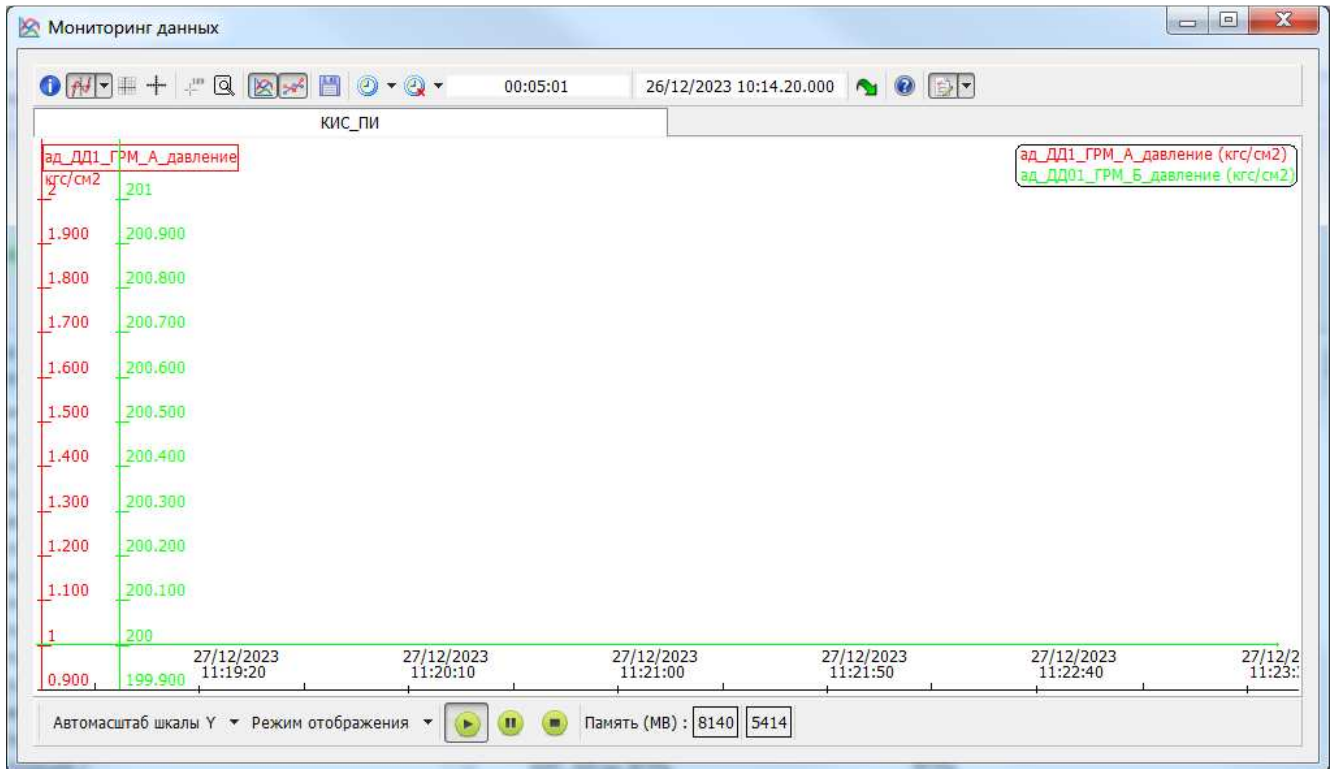 Мониторинг данных
00:05:01
26/12/2023 10:14.20.000
КИС_ПИ
ад_ДД1_ГРМ_А_давление
кгс/см2
ад_ДД1_ГРМ_А_давление (кгс/см2)
ад_ДД01_ГРМ_Б_давление (кгс/см2)
2 201
1.900 200.900
1.800 200.800
1.700 200.700
1.600 200.600
1.500 200.500
1.400 200.400
1.300 200.300
1.200 200.200
1.100 200.100
1 200
0.900 199.900
27/12/2023 27/12/2023 27/12/2023 27/12/2023 27/12/2023 27/12/2
11:19:20 11:20:10 11:21:00 11:21:50 11:22:40 11:23:
Автомасштаб шкалы Y Режим отображения Память (MB) : 8140 5414